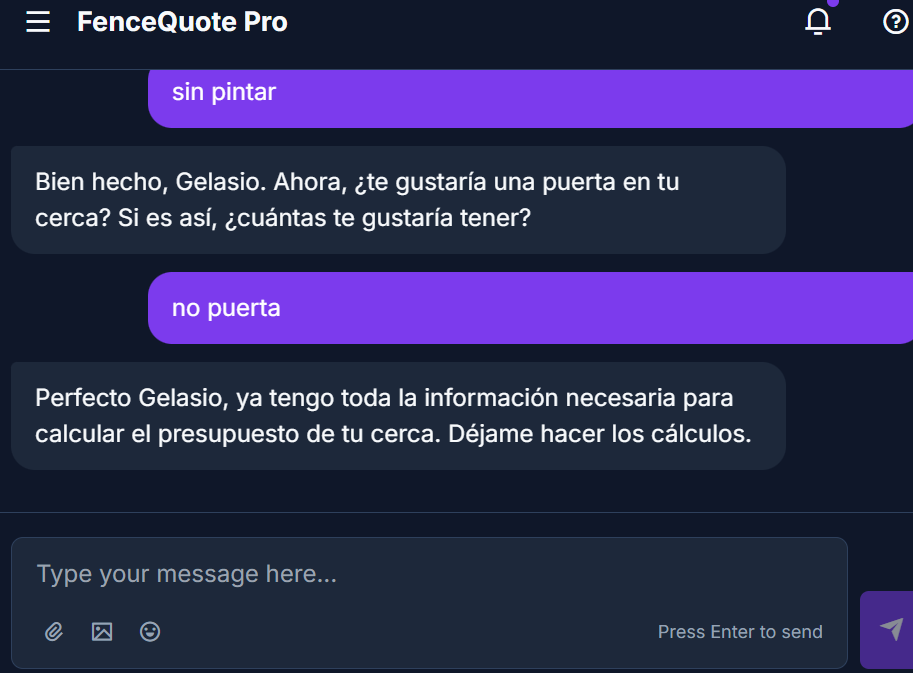 FenceQuote Pro
sin pintar
Bien hecho, Gelasio. Ahora, ¿te gustaría una puerta en tu
cerca? Si es así, ¿cuántas te gustaría tener?
no puerta
Perfecto Gelasio, ya tengo toda la información necesaria para
calcular el presupuesto de tu cerca. Déjame hacer los cálculos.
Type your message here...
Press Enter to send